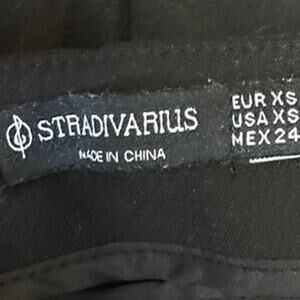 STRADIVARIUS
MADE IN CHINA
EUR XS
USA XS
MEX 24